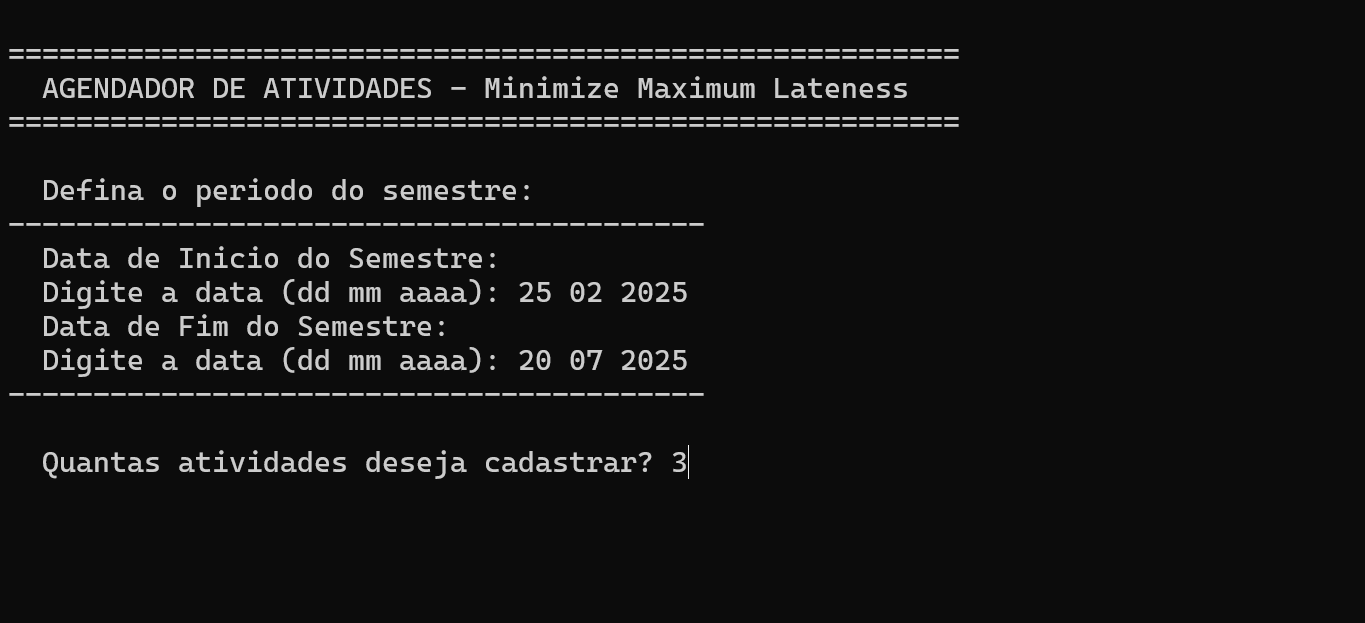 ========================================================
AGENDADOR DE ATIVIDADES - Minimize Maximum Lateness
========================================================
Defina o periodo do semestre:
-----------------------------------------
Data de Inicio do Semestre:
Digite a data (dd mm aaaa): 25 02 2025
Data de Fim do Semestre:
Digite a data (dd mm aaaa): 20 07 2025
-----------------------------------------
Quantas atividades deseja cadastrar? 3